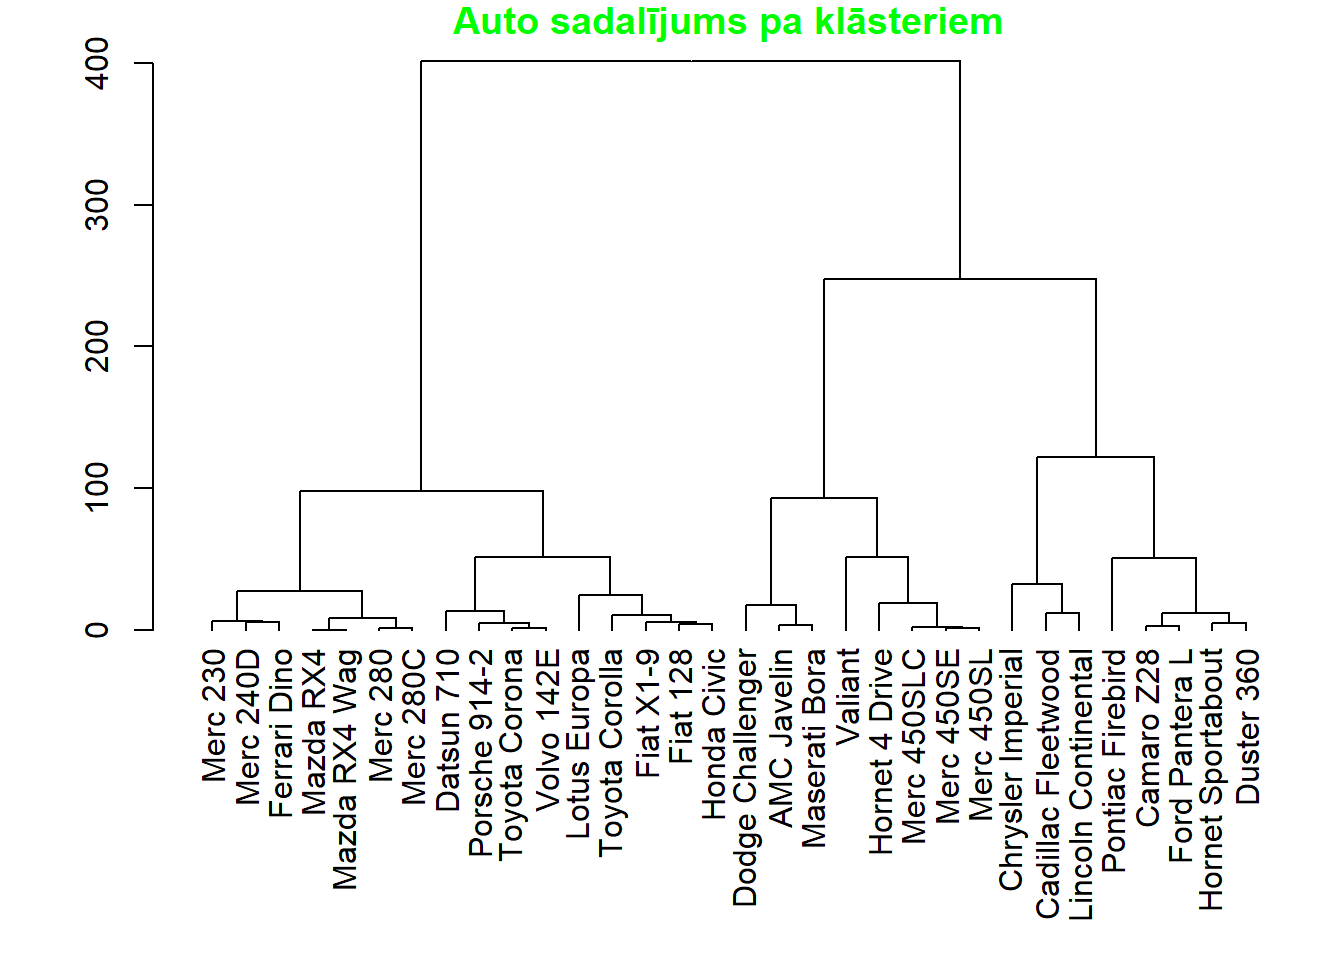 Auto sadalījums pa klāsteriem
400
300
200
100
0
Merc 230
Merc 240D
Ferrari Dino
Mazda RX4
Mazda RX4 Wag
Merc 280
Merc 280C
Datsun 710
Porsche 914-2
Toyota Corona
Volvo 142E
Lotus Europa
Toyota Corolla
Fiat X1-9
Fiat 128
Honda Civic
Dodge Challenger
AMC Javelin
Maserati Bora
Valiant
Hornet 4 Drive
Merc 450SLC
Merc 450SE
Merc 450SL
Chrysler Imperial
Cadillac Fleetwood
Lincoln Continental
Pontiac Firebird
Camaro Z28
Ford Pantera L
Hornet Sportabout
Duster 360